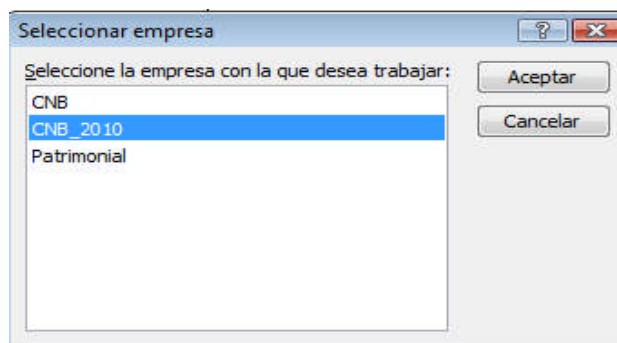 Seleccionar empresa
Seleccione la empresa con la que desea trabajar:
Aceptar
CNB
CNB_2010
Cancelar
Patrimonial